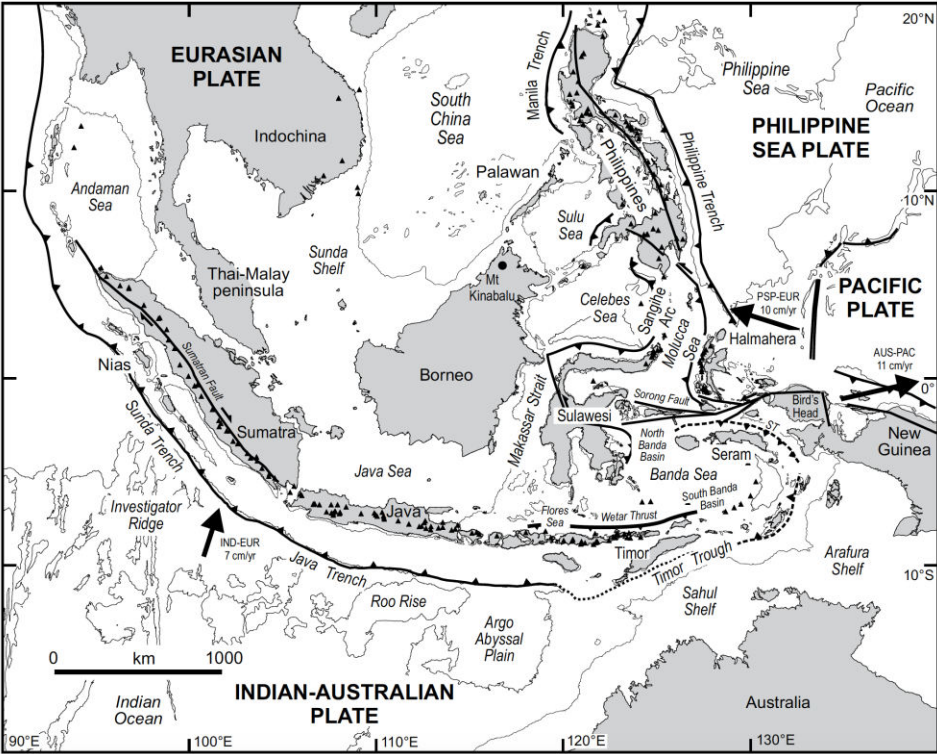 20°N
EURASIAN
PLATE
Manila Trench
Philippine
Sea
Pacific
Ocean
South
China
Sea
Indochina
PHILIPPINE
SEA PLATE
Palawan
Philippines
Philippine Trench
Andaman
Sea
10°N
Sulu
Sea
Sunda
Shelf
Thai-Malay
peninsula
Mt
Kinabalu
Celebes
Sea
Sangihe
Arc
Molucca
Sea
PACIFIC
PLATE
PSP-EUR
10 cm/yr
Halmahera
AUS-PAC
11 cm/yr
0°
Nias
Sumatran Fault
Borneo
Makassar Strait
Sorong Fault
Bird's
Head
Sulawesi
ST
New
Guinea
Sunda Trench
Sumatra
North
Banda
Basin
Seram
Java Sea
Banda Sea
Investigator
Ridge
Java
Flores
Sea
Wetar Thrust
South Banda
Basin
IND-EUR
7 cm/yr
Java Trench
Timor
Timor Trough
Arafura
Shelf
10°S
Roo Rise
Sahul
Shelf
Argo
Abyssal
Plain
0 km 1000
INDIAN-AUSTRALIAN
PLATE
Indian
Ocean
Australia
90°E 100°E 110°E 120°E 130°E